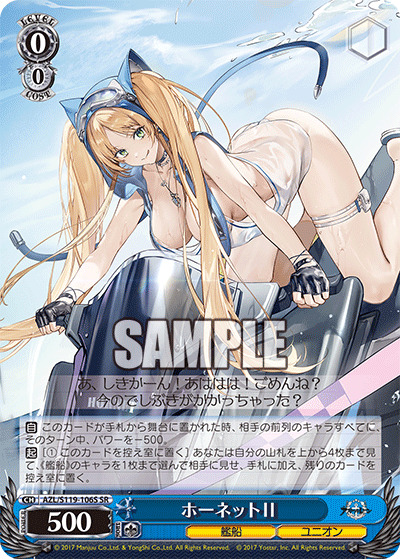 LEVEL
0
0
COST
SAMPLE
あ、しきかーん！あははは！ごめんね？
今のでしぶきがかかっちゃった？
自 このカードが手札から舞台に置かれた時、相手の前列のキャラすべてに、
そのターン中、パワーを－500。
起 [① このカードを控え室に置く] あなたは自分の山札を上から4枚まで見
て、《艦船》のキャラを1枚まで選んで相手に見せ、手札に加え、残りのカードを
控え室に置く。
CH AZL/S119-106S SR
ホーネットII
500
艦船
ユニオン
© 2017 Manjuu Co.,Ltd. & YongShi Co.,Ltd. All Rights Reserved. © 2017 Yostar, Inc. All Rights Reserved.